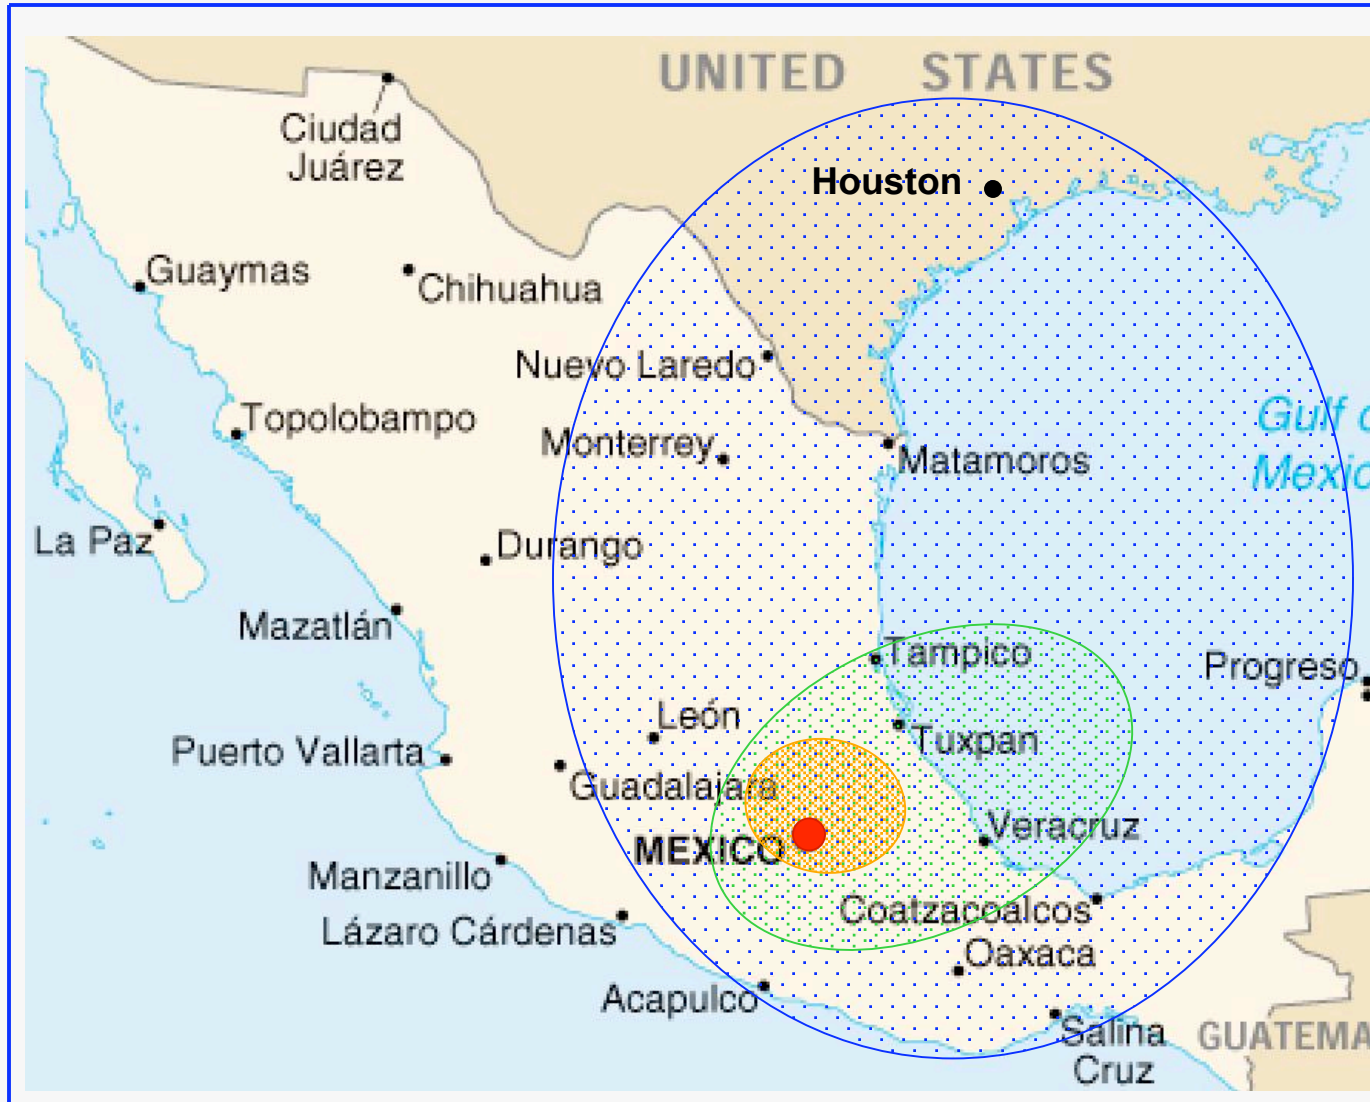 UNITED STATES
Ciudad
Juárez
Houston
Guaymas
Chihuahua
Nuevo Laredo
Topolobampo
Monterrey
Matamoros
Gulf
Mexic
La Paz
Durango
Mazatlán
Tampico
Progreso
León
Tuxpan
Puerto Vallarta
Guadalajara
Veracruz
MEXICO
Manzanillo
Coatzacoalcos
Lázaro Cárdenas
Oaxaca
Acapulco
Salina
Cruz
GUATEMA